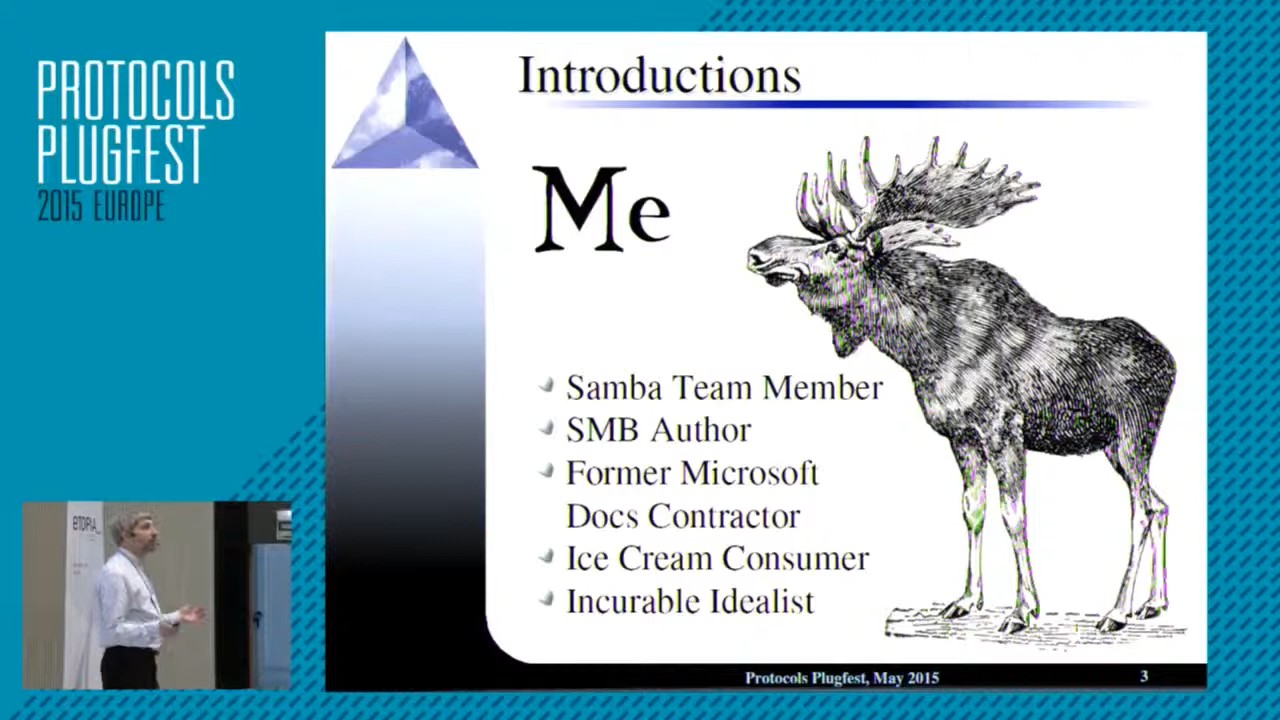 PROTOCOLS
PLUGFEST
2015 EUROPE
Introductions
Me
Samba Team Member
SMB Author
Former Microsoft
Docs Contractor
Ice Cream Consumer
Incurable Idealist
Protocols Plugfest, May 2015
3
ETOPIA_